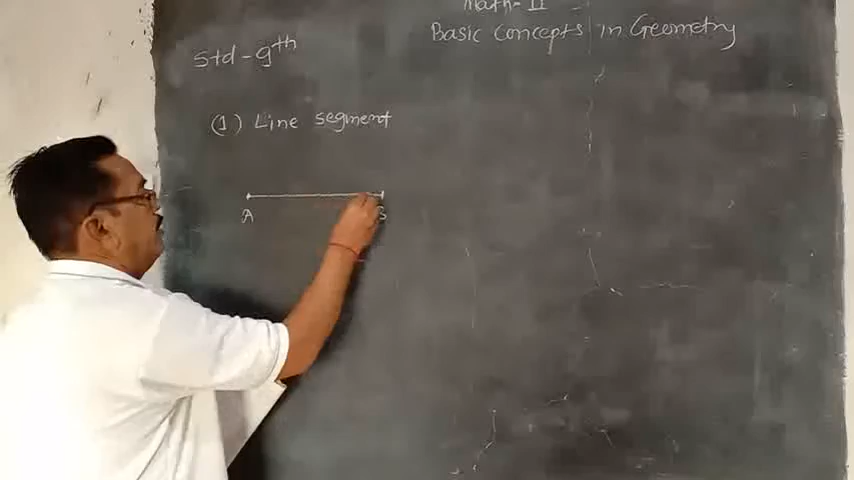 Math-II
Basic Concepts in Geometry
Std-9th
(1) Line segment
A B